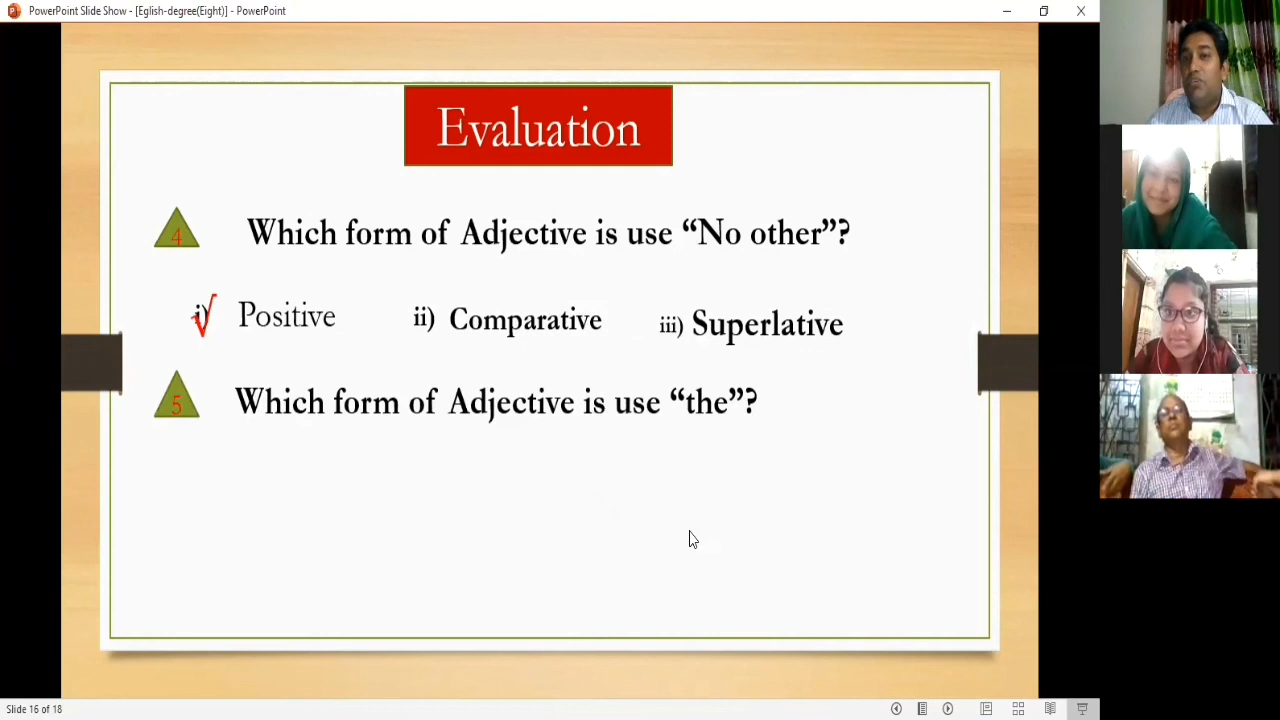 PowerPoint Slide Show - [Eglish-degree(Eight)] - PowerPoint
Evaluation
4 Which form of Adjective is use “No other”?
i) Positive ii) Comparative iii) Superlative
5 Which form of Adjective is use “the”?
Slide 16 of 18